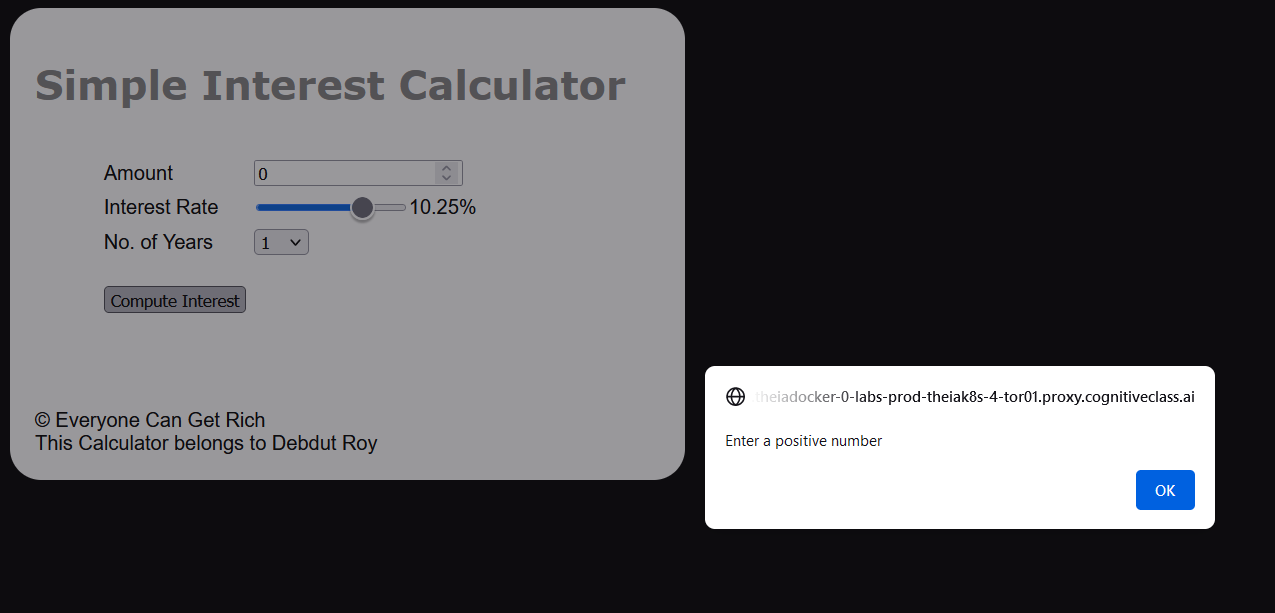 Simple Interest Calculator
Amount 0
Interest Rate 10.25%
No. of Years 1
Compute Interest
© Everyone Can Get Rich
This Calculator belongs to Debdut Roy
theiadocker-0-labs-prod-theiak8s-4-tor01.proxy.cognitiveclass.ai
Enter a positive number
OK